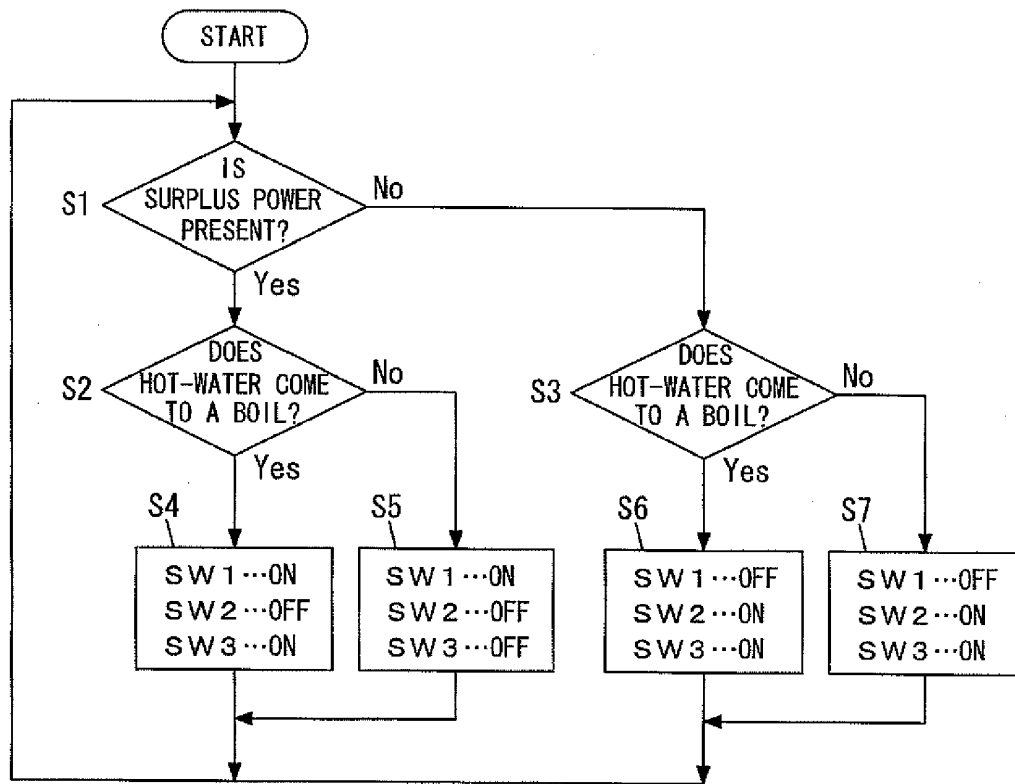 START
IS
SURPLUS POWER
PRESENT?
S1
No
Yes
DOES
HOT-WATER COME
TO A BOIL?
S2
No
Yes
DOES
HOT-WATER COME
TO A BOIL?
S3
No
Yes
S4
SW1…ON
SW2…OFF
SW3…ON
S5
SW1…ON
SW2…OFF
SW3…OFF
S6
SW1…OFF
SW2…ON
SW3…ON
S7
SW1…OFF
SW2…ON
SW3…ON